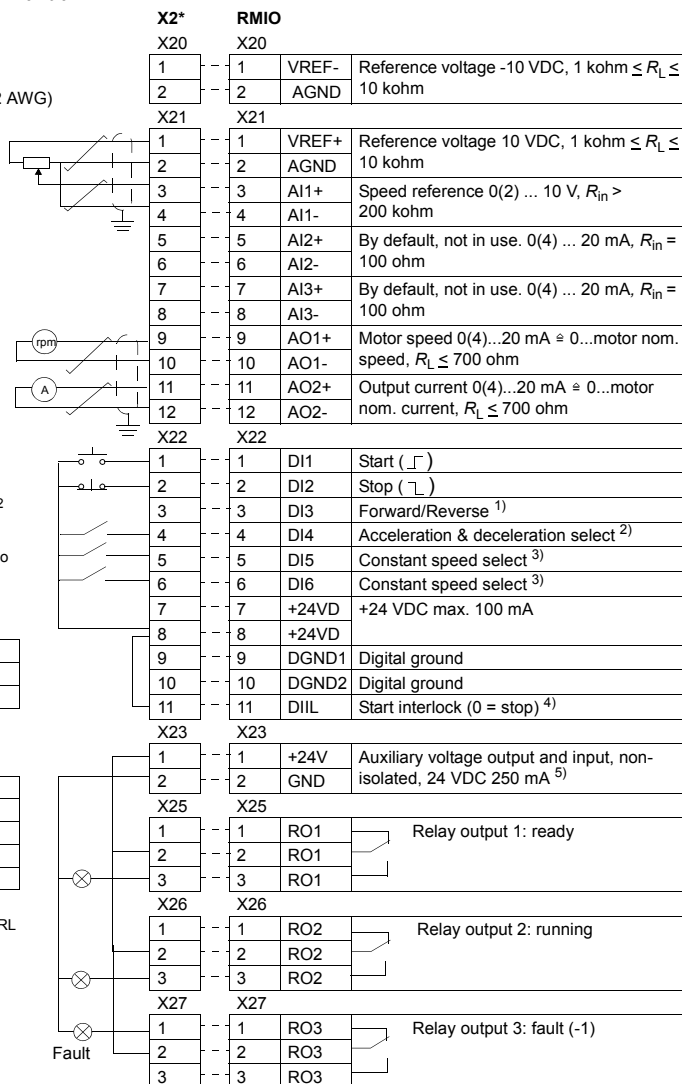 X2* RMIO
X20 X20
1 1 VREF- Reference voltage -10 VDC, 1 kohm ≤ RL ≤
2 2 AGND 10 kohm
AWG)
X21 X21
1 1 VREF+ Reference voltage 10 VDC, 1 kohm ≤ RL ≤
2 2 AGND 10 kohm
3 3 AI1+ Speed reference 0(2) ... 10 V, Rin >
4 4 AI1- 200 kohm
5 5 AI2+ By default, not in use. 0(4) ... 20 mA, Rin =
6 6 AI2- 100 ohm
7 7 AI3+ By default, not in use. 0(4) ... 20 mA, Rin =
8 8 AI3- 100 ohm
rpm 9 9 AO1+ Motor speed 0(4)...20 mA ≙ 0...motor nom.
10 10 AO1- speed, RL ≤ 700 ohm
A 11 11 AO2+ Output current 0(4)...20 mA ≙ 0...motor
12 12 AO2- nom. current, RL ≤ 700 ohm
X22 X22
1 1 DI1 Start ( )
2 2 DI2 Stop ( )
2
3 3 DI3 Forward/Reverse 1)
4 4 DI4 Acceleration & deceleration select 2)
o
5 5 DI5 Constant speed select 3)
6 6 DI6 Constant speed select 3)
7 7 +24VD +24 VDC max. 100 mA
8 8 +24VD
9 9 DGND1 Digital ground
10 10 DGND2 Digital ground
11 11 DIIL Start interlock (0 = stop) 4)
X23 X23
1 1 +24V Auxiliary voltage output and input, non-
2 2 GND isolated, 24 VDC 250 mA 5)
X25 X25
1 1 RO1 Relay output 1: ready
2 2 RO1
3 3 RO1
X26 X26
RL
1 1 RO2 Relay output 2: running
2 2 RO2
3 3 RO2
X27 X27
1 1 RO3 Relay output 3: fault (-1)
Fault 2 2 RO3
3 3 RO3